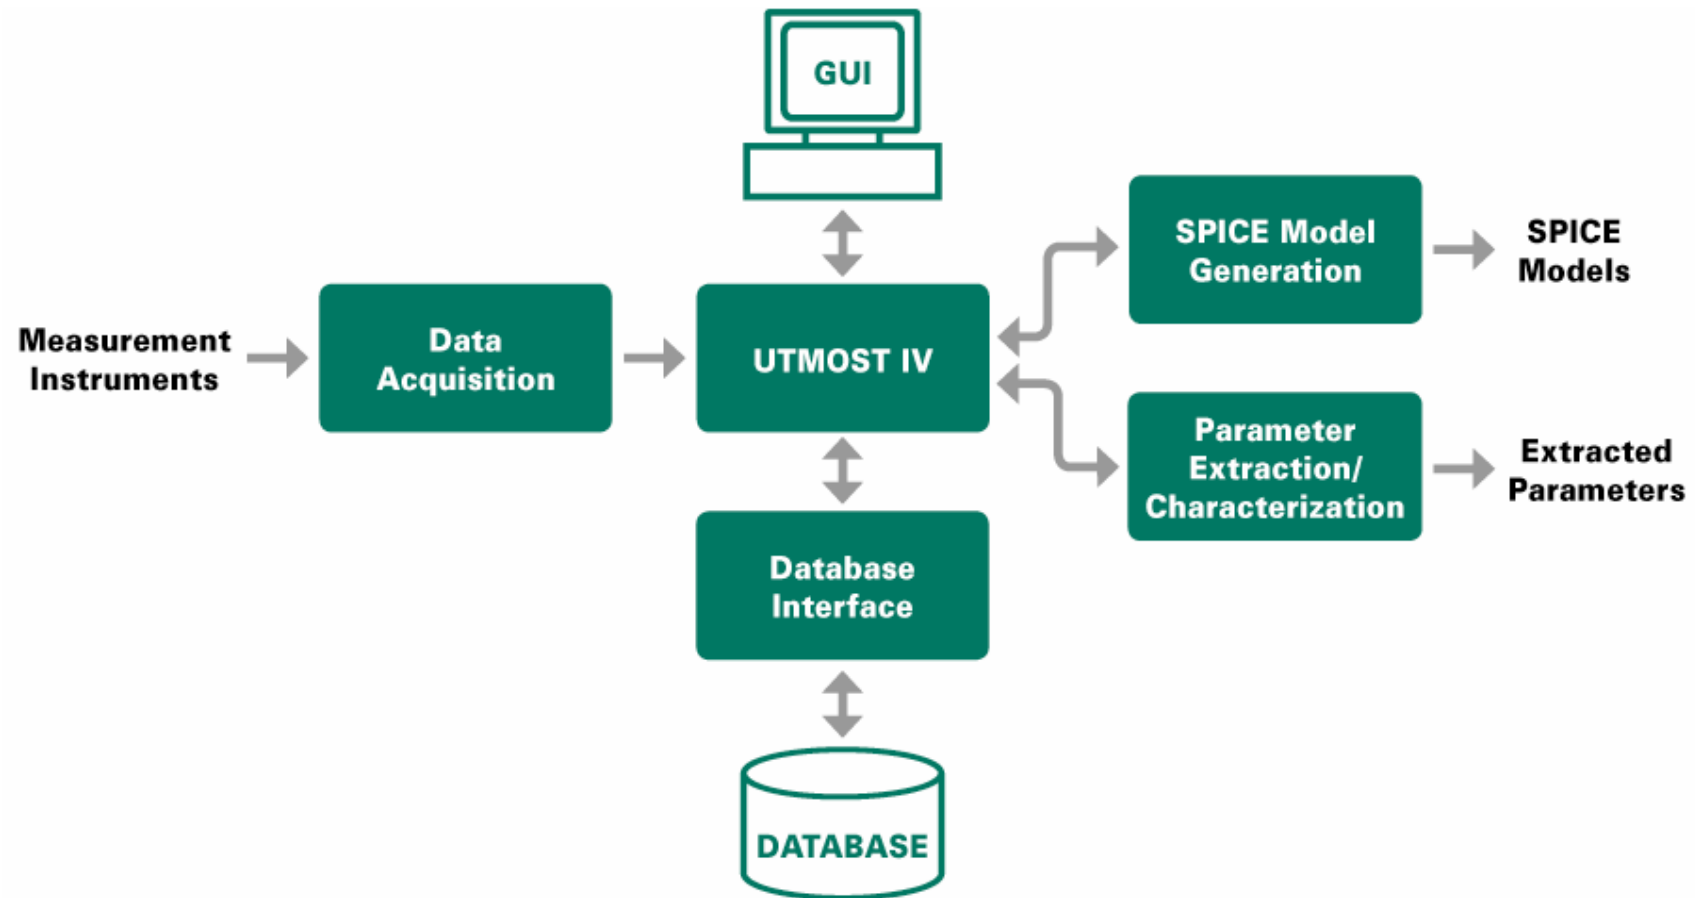 GUI
SPICE Model
Generation
SPICE
Models
Measurement
Instruments
Data
Acquisition
UTMOST IV
Parameter
Extraction/
Characterization
Extracted
Parameters
Database
Interface
DATABASE